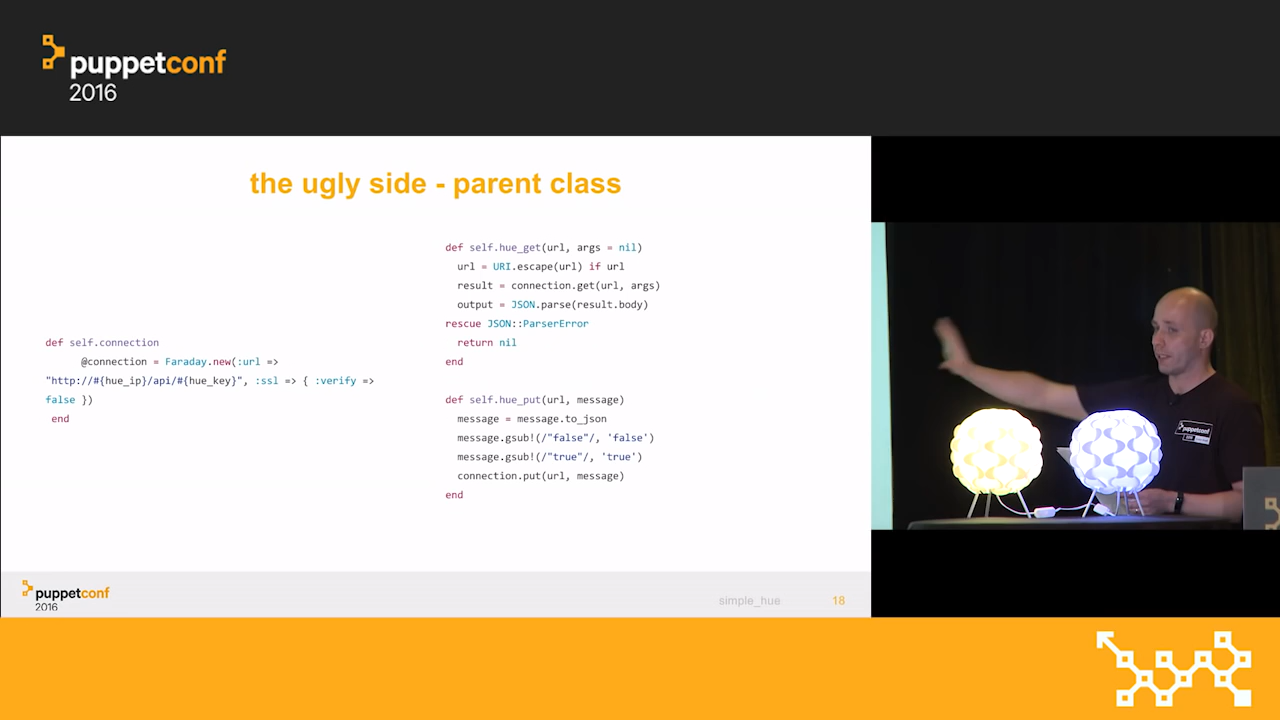 puppetconf
2016
the ugly side - parent class
def self.connection
@connection = Faraday.new(:url =>
"http://#{hue_ip}/api/#{hue_key}", :ssl => { :verify =>
false })
end
def self.hue_get(url, args = nil)
url = URI.escape(url) if url
result = connection.get(url, args)
output = JSON.parse(result.body)
rescue JSON::ParserError
return nil
end
def self.hue_put(url, message)
message = message.to_json
message.gsub!(/"false"/, 'false')
message.gsub!(/"true"/, 'true')
connection.put(url, message)
end
puppetconf
2016
simple_hue
18
puppetconf